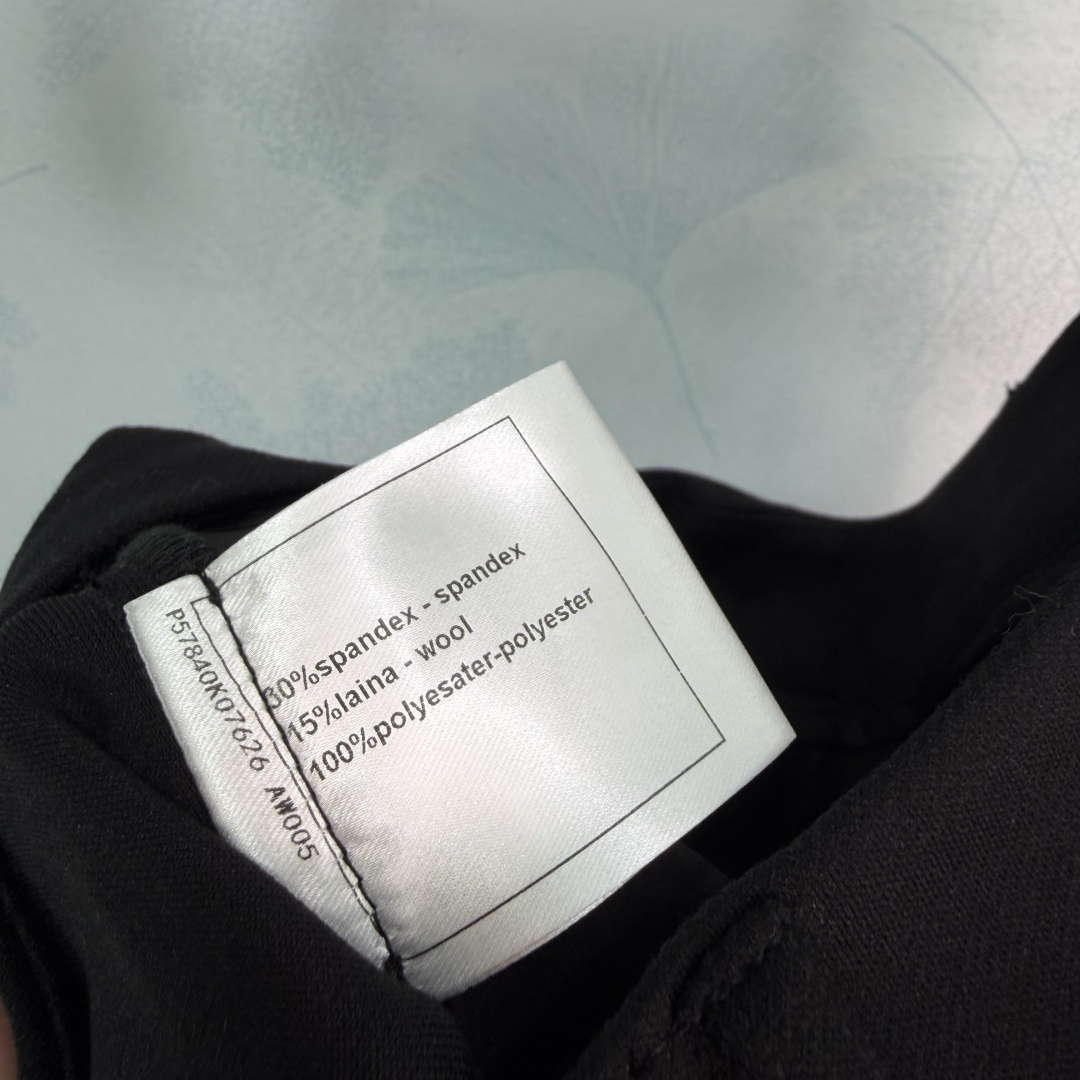 30%spandex - spandex
15%laina - wool
100%polyesater-polyester
P57840K07626 AW005